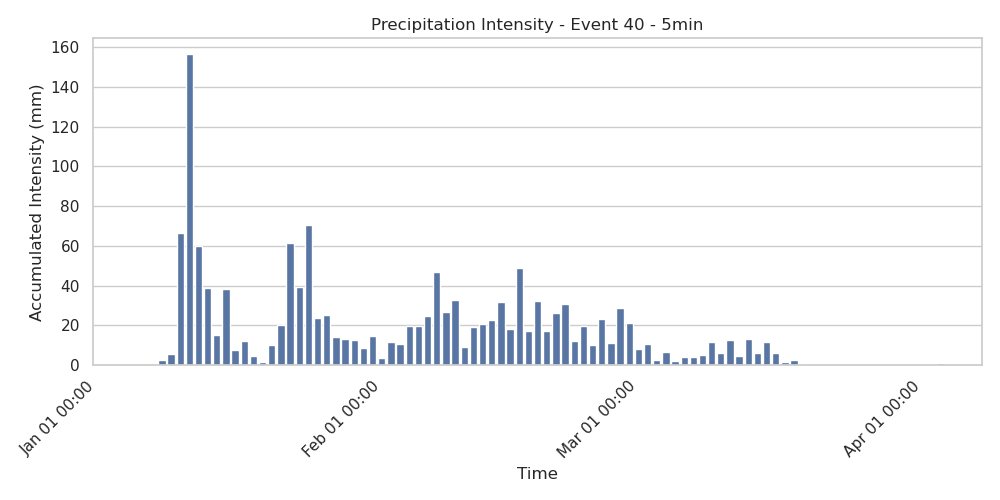 Precipitation Intensity - Event 40 - 5min
Accumulated Intensity (mm)
160
140
120
100
80
60
40
20
0
Jan 01 00:00
Feb 01 00:00
Mar 01 00:00
Apr 01 00:00
Time